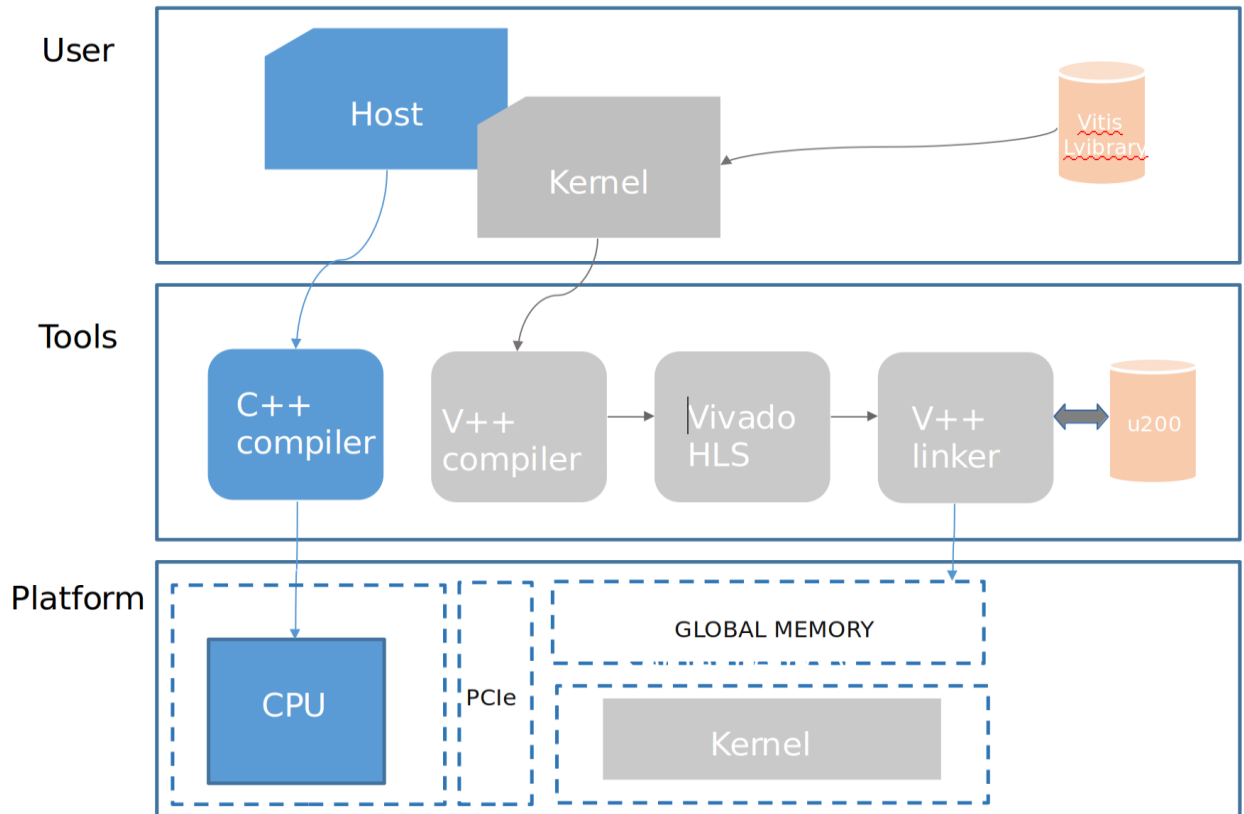 User
Host
Kernel
Vitis
Lvibrary
Tools
C++
compiler
V++
compiler
Vivado
HLS
V++
linker
u200
Platform
CPU
PCIe
GLOBAL MEMORY
Kernel